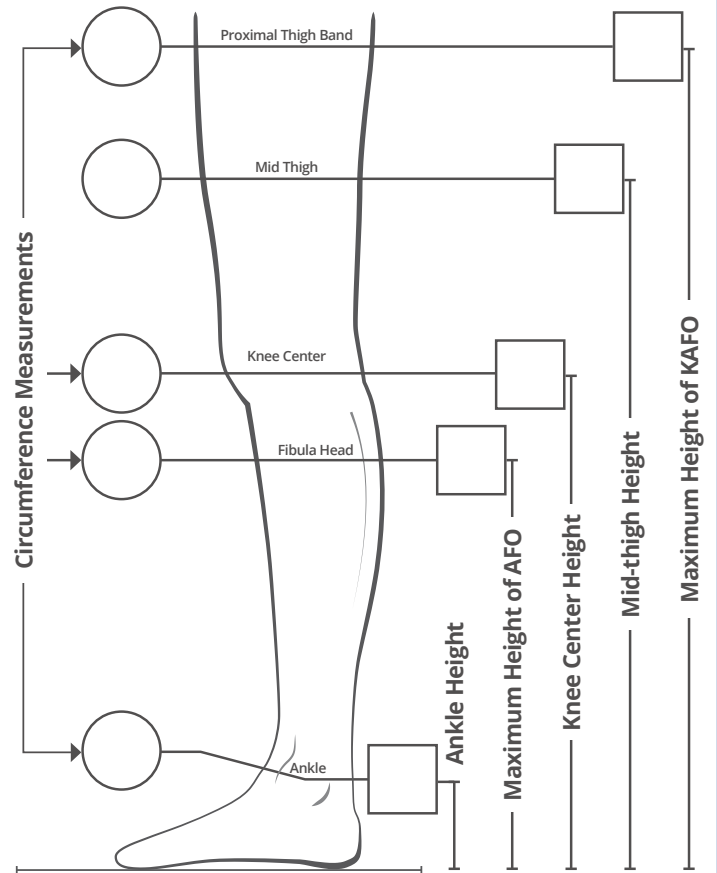 Proximal Thigh Band
Mid Thigh
Knee Center
Fibula Head
Ankle
Circumference Measurements
Ankle Height
Maximum Height of AFO
Knee Center Height
Mid-thigh Height
Maximum Height of KAFO